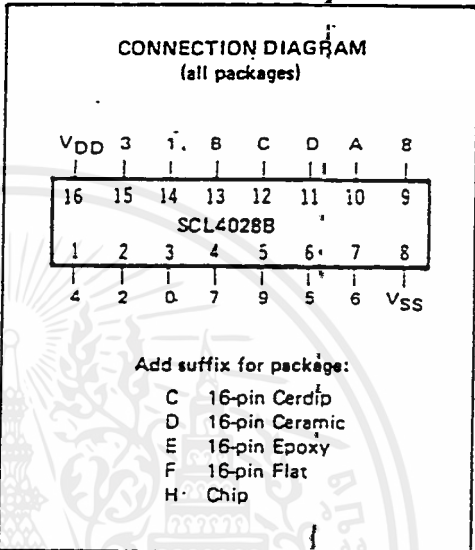 CONNECTION DIAGRAM
(all packages)
VDD 3 1 B C D A 8
16 15 14 13 12 11 10 9
SCL4028B
1 2 3 4 5 6 7 8
4 2 0 7 9 5 6 VSS
Add suffix for package:
C 16-pin Cerdip
D 16-pin Ceramic
E 16-pin Epoxy
F 16-pin Flat
H Chip